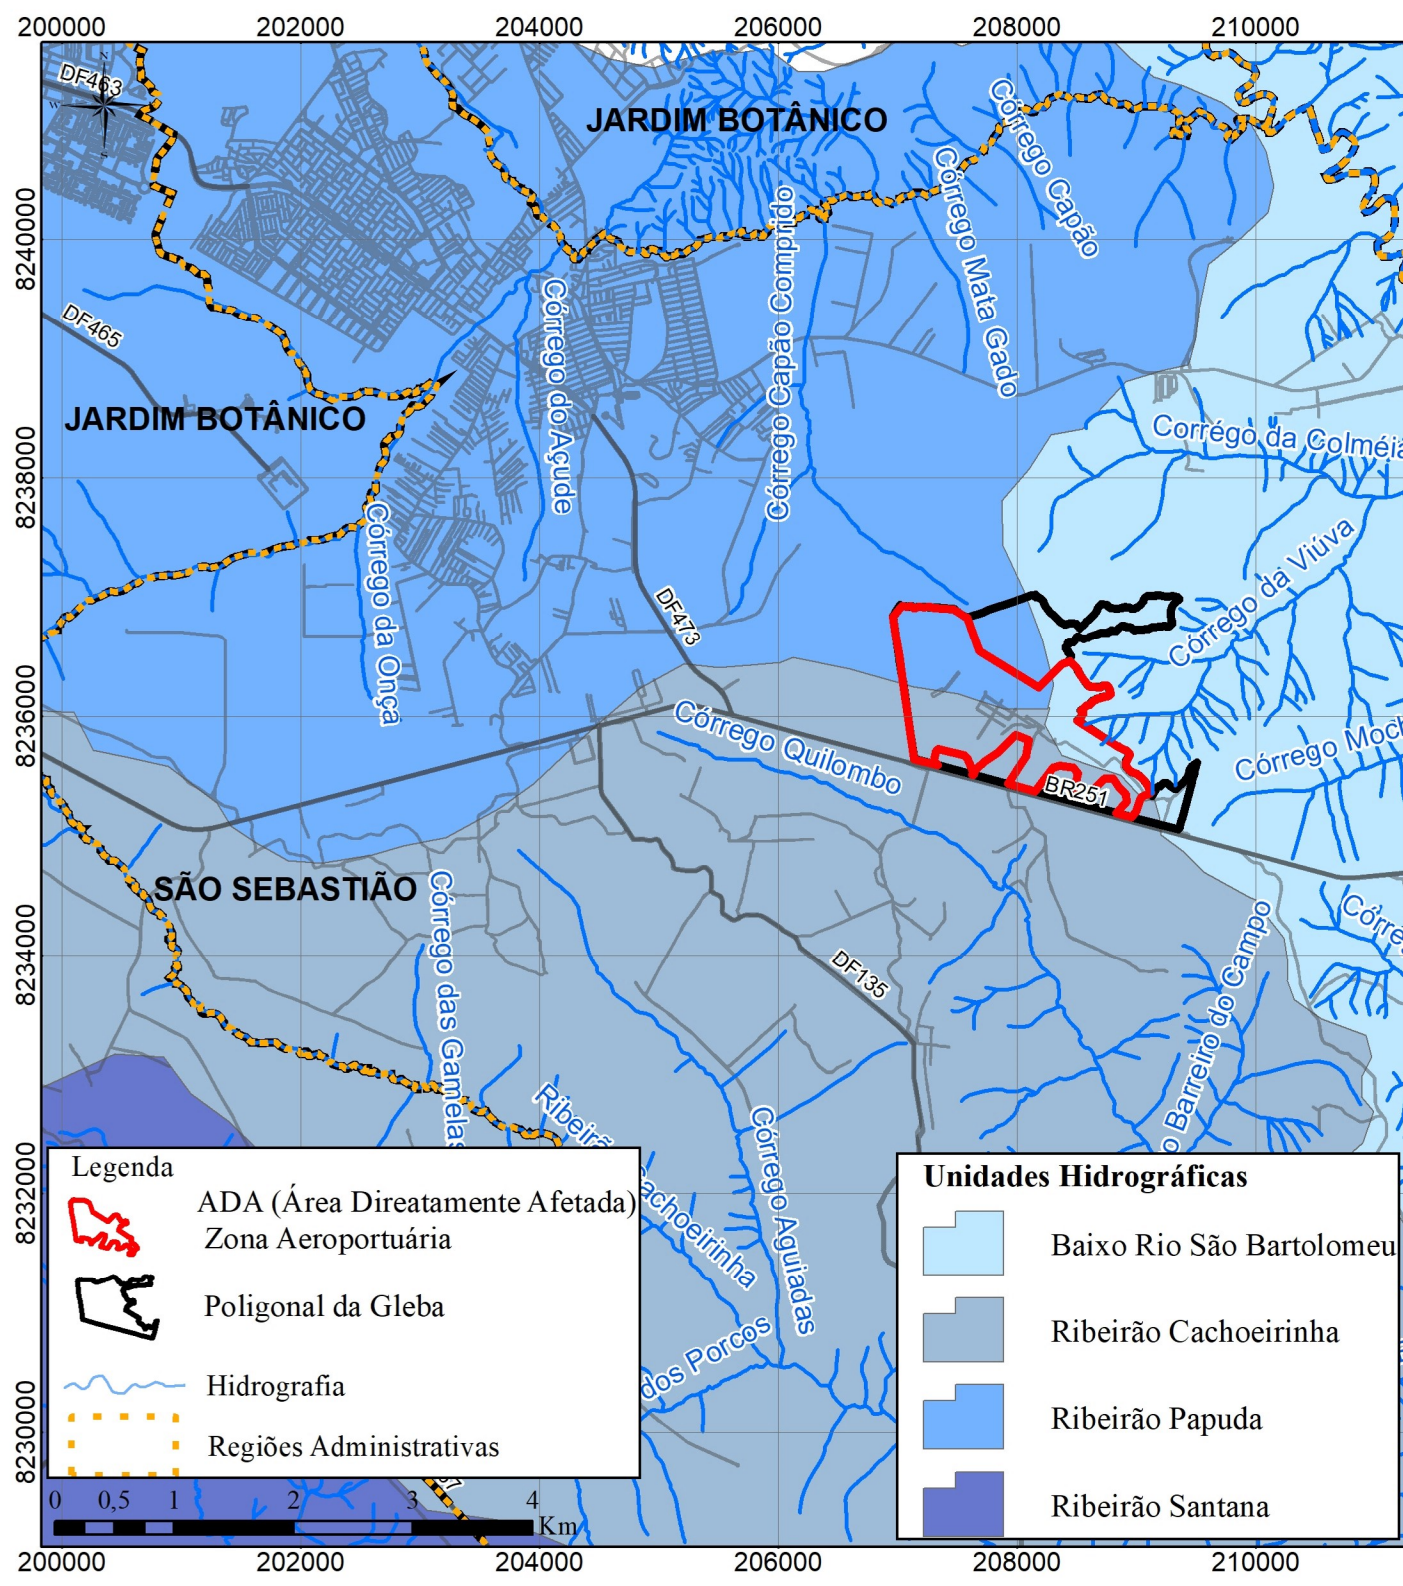 200000 202000 204000 206000 208000 210000
DF463
N
W
S
JARDIM BOTÂNICO
Córrego Capão
Córrego Mata Gado
Córrego Capão Comprido
8240000
DF465
Córrego do Açude
JARDIM BOTÂNICO
Corrégo da Colméia
8238000
Córrego da Onça
Córrego da Viúva
DF473
8236000
Córrego Quilombo
Córrego Moch
BR251
SÃO SEBASTIÃO
Córrego das Gamelas
Córre
8234000
DF135
o Barreiro do Campo
Ribeirão Cachoeirinha
Córrego Aguiadas
dos Porcos
8232000
8230000
Legenda
ADA (Área Direatamente Afetada)
Zona Aeroportuária
Poligonal da Gleba
Hidrografia
Regiões Administrativas
0 0,5 1 2 3 4
Km
Unidades Hidrográficas
Baixo Rio São Bartolomeu
Ribeirão Cachoeirinha
Ribeirão Papuda
Ribeirão Santana
200000 202000 204000 206000 208000 210000